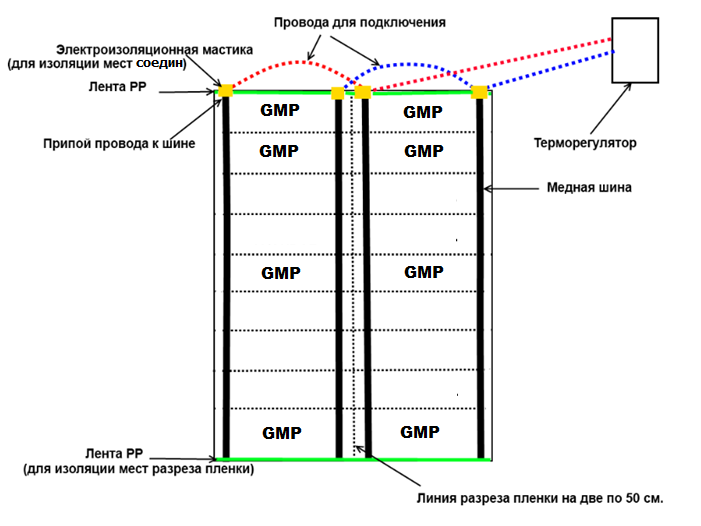 Провода для подключения
Электроизоляционная мастика
(для изоляции мест соедин)
Лента PP
Припой провода к шине
Терморегулятор
Медная шина
GMP GMP
GMP GMP
GMP GMP
GMP GMP
Лента PP
(для изоляции мест разреза пленки)
Линия разреза пленки на две по 50 см.